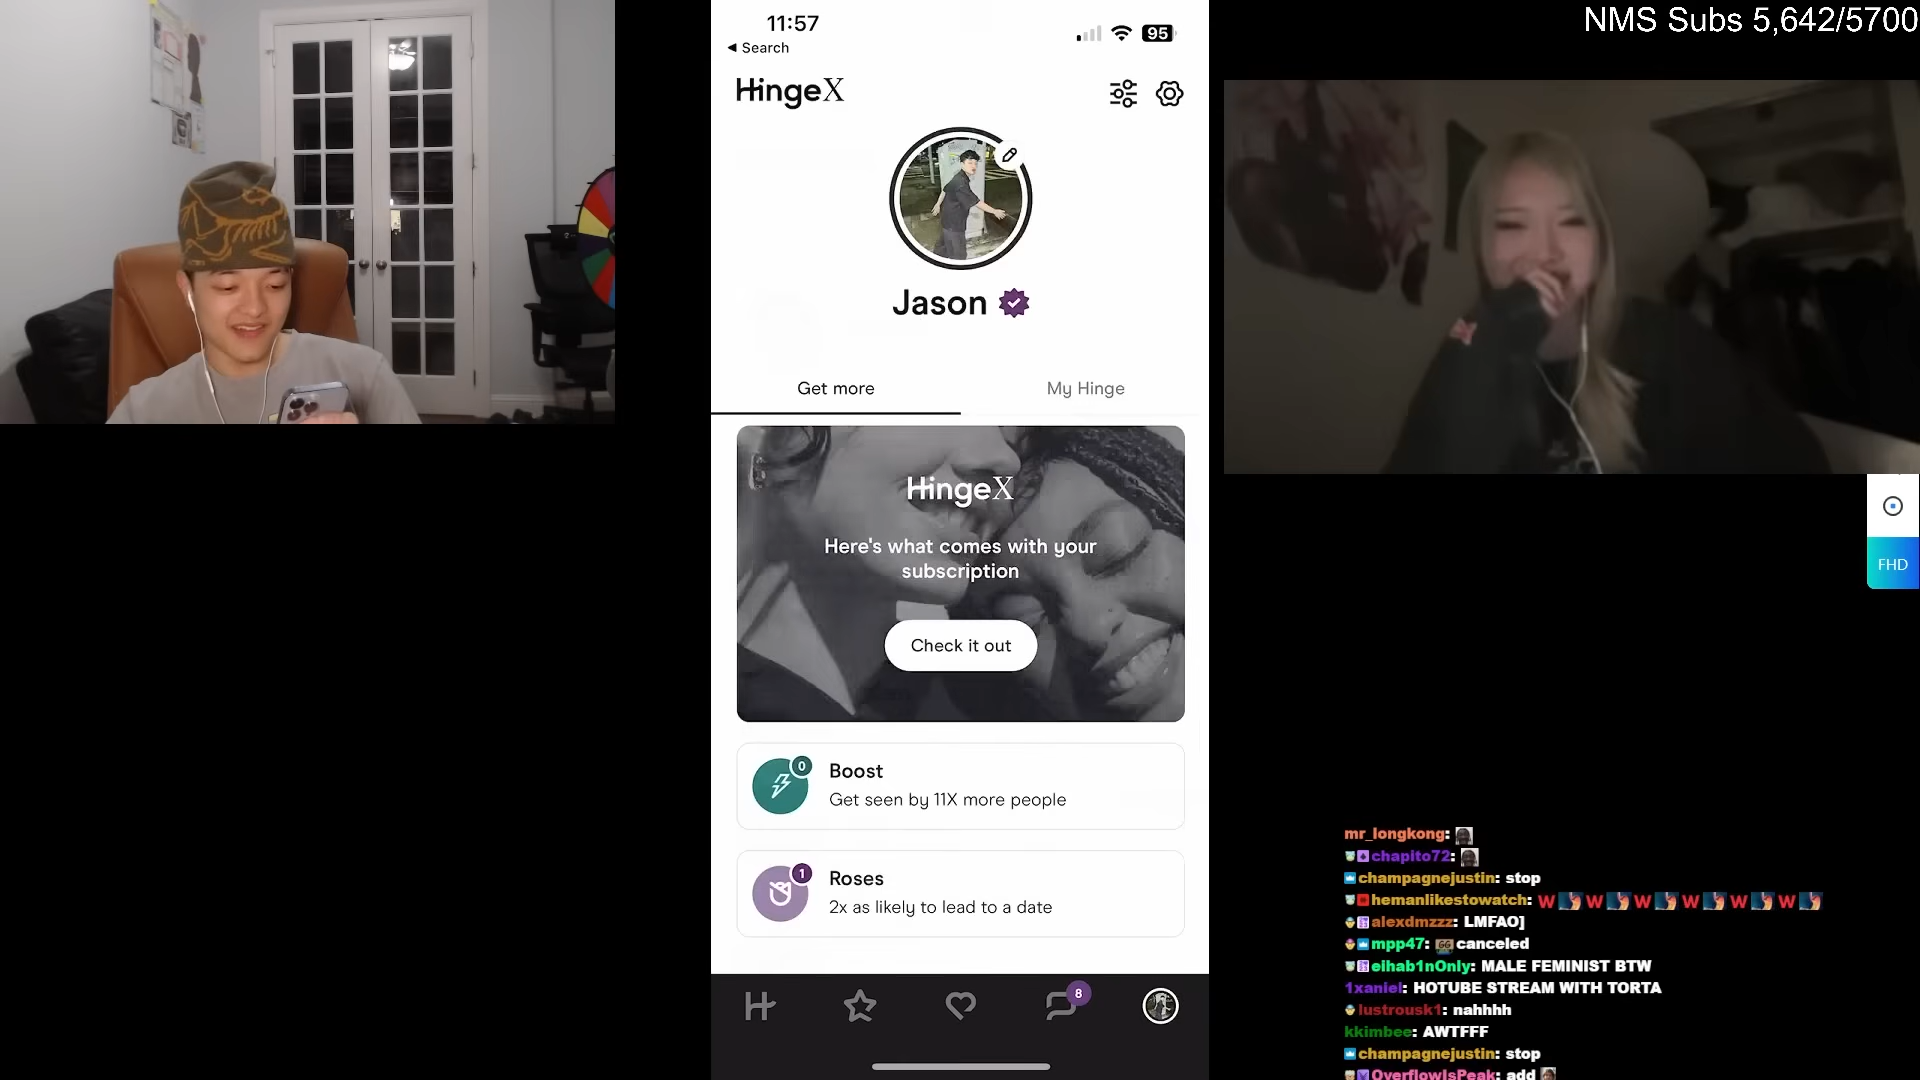 NMS Subs 5,642/5700
11:57
95
Search
HingeX
Jason
Get more
My Hinge
HingeX
Here's what comes with your
subscription
Check it out
0
Boost
Get seen by 11X more people
1
Roses
2x as likely to lead to a date
8
FHD
mr_longkong:
chapito72:
champagnejustin: stop
hemanlikestowatch: W W W W W W
alexdmzzz: LMFAO]
mpp47: GG canceled
eihab1nOnly: MALE FEMINIST BTW
1xaniel: HOTUBE STREAM WITH TORTA
lustrousk1: nahhhh
kkimbee: AWTFFF
champagnejustin: stop
OverflowIsPeak: add